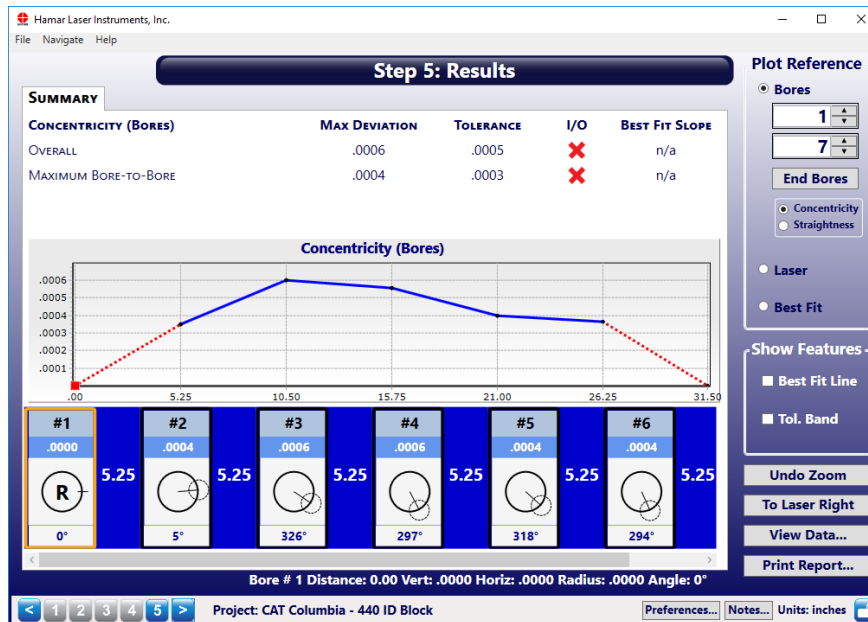 Hamar Laser Instruments, Inc.
File Navigate Help
Step 5: Results
Summary
Concentricity (Bores) Max Deviation Tolerance I/O Best Fit Slope
Overall .0006 .0005 n/a
Maximum Bore-to-Bore .0004 .0003 n/a
Concentricity (Bores)
.0006
.0005
.0004
.0003
.0002
.0001
.00 5.25 10.50 15.75 21.00 26.25 31.50
#1 #2 #3 #4 #5 #6
.0000 .0004 .0006 .0006 .0004 .0004
R 5.25 5.25 5.25 5.25 5.25 5.25
0° 5° 326° 297° 318° 294°
Bore # 1 Distance: 0.00 Vert: .0000 Horiz: .0000 Radius: .0000 Angle: 0°
Plot Reference
Bores
1
7
End Bores
Concentricity
Straightness
Laser
Best Fit
Show Features
Best Fit Line
Tol. Band
Undo Zoom
To Laser Right
View Data...
Print Report...
< 1 2 3 4 5 > Project: CAT Columbia - 440 ID Block Preferences... Notes... Units: inches